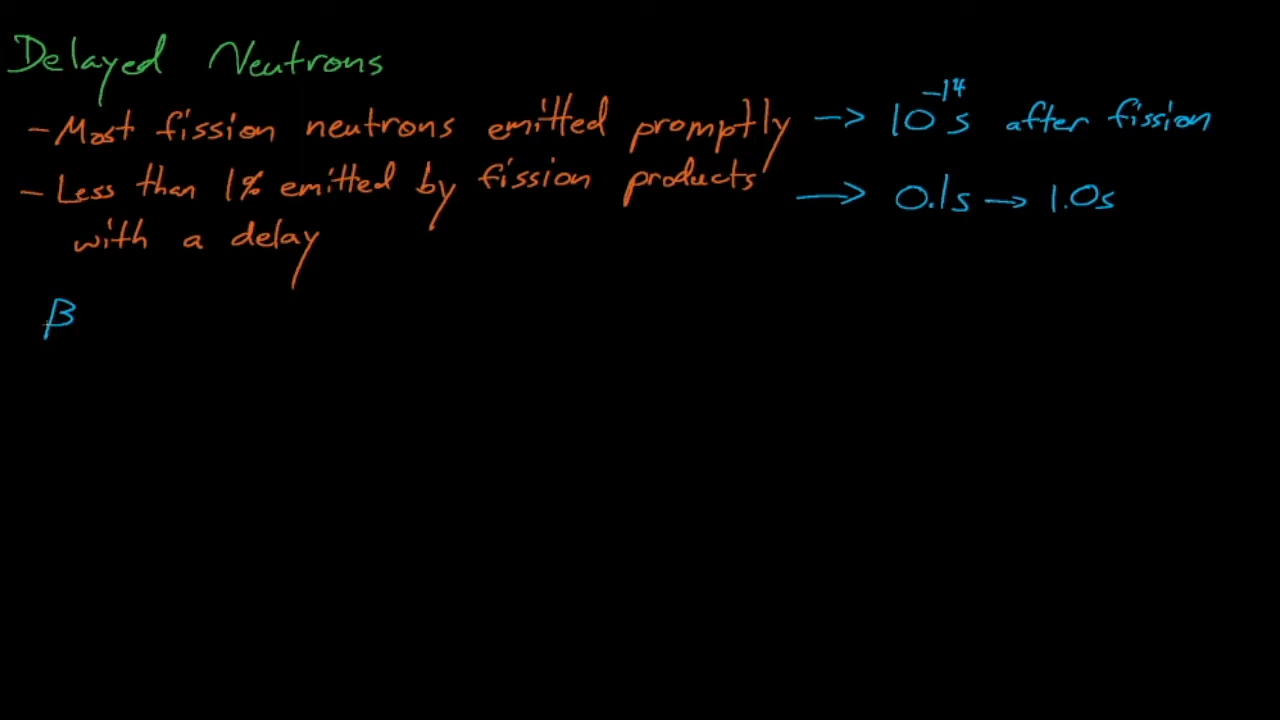 Delayed Neutrons
- Most fission neutrons emitted promptly -> 10⁻¹⁴s after fission
- Less than 1% emitted by fission products → 0.1s → 1.0s
with a delay
β